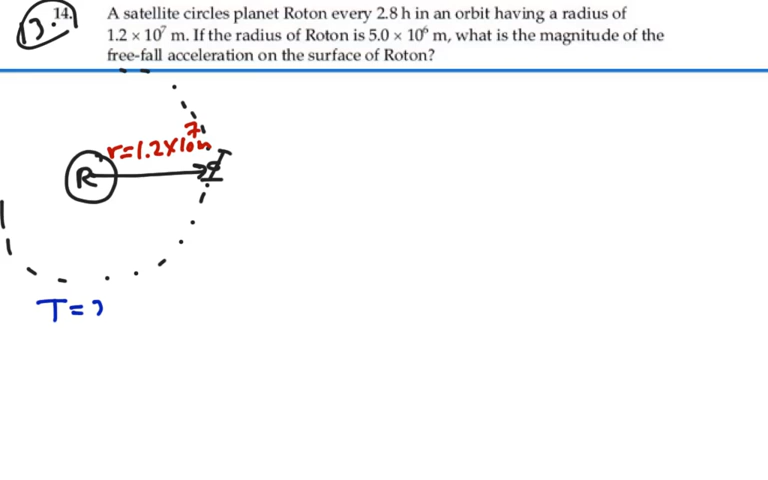 13. 14. A satellite circles planet Roton every 2.8 h in an orbit having a radius of
1.2 × 10⁷ m. If the radius of Roton is 5.0 × 10⁶ m, what is the magnitude of the
free-fall acceleration on the surface of Roton?
r=1.2×10⁷m
R
T=